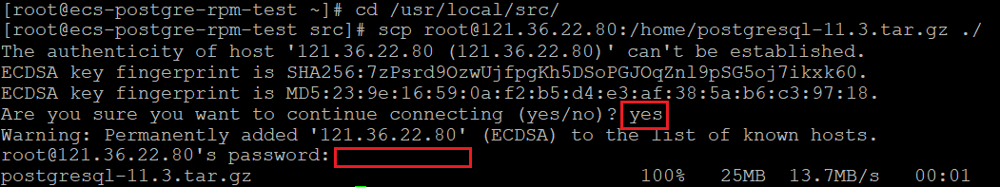 [root@ecs-postgre-rpm-test ~]# cd /usr/local/src/
[root@ecs-postgre-rpm-test src]# scp root@121.36.22.80:/home/postgresql-11.3.tar.gz ./
The authenticity of host '121.36.22.80 (121.36.22.80)' can't be established.
ECDSA key fingerprint is SHA256:7zPsrd9OzwUjfpgKh5DSoPGJOqZnl9pSG5oj7ikxk60.
ECDSA key fingerprint is MD5:23:9e:16:59:0a:f2:b5:d4:e3:af:38:5a:b6:c3:97:18.
Are you sure you want to continue connecting (yes/no)? yes
Warning: Permanently added '121.36.22.80' (ECDSA) to the list of known hosts.
root@121.36.22.80's password:
postgresql-11.3.tar.gz 100% 25MB 13.7MB/s 00:01